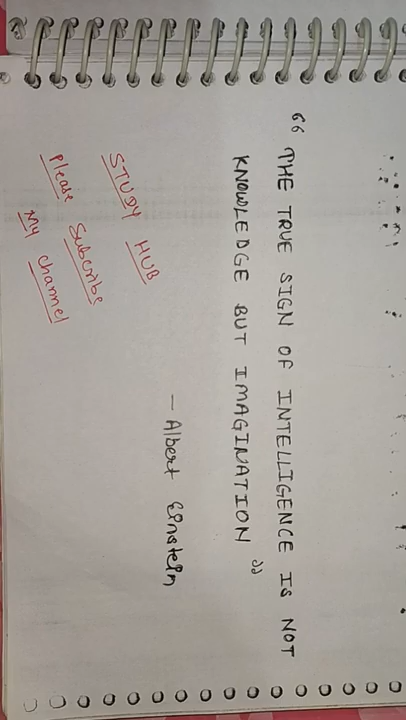 “ THE TRUE SIGN OF INTELLIGENCE IS NOT
KNOWLEDGE BUT IMAGINATION ”
— Albert Einstein
STUDY HUB
Please Subscribe
My channel